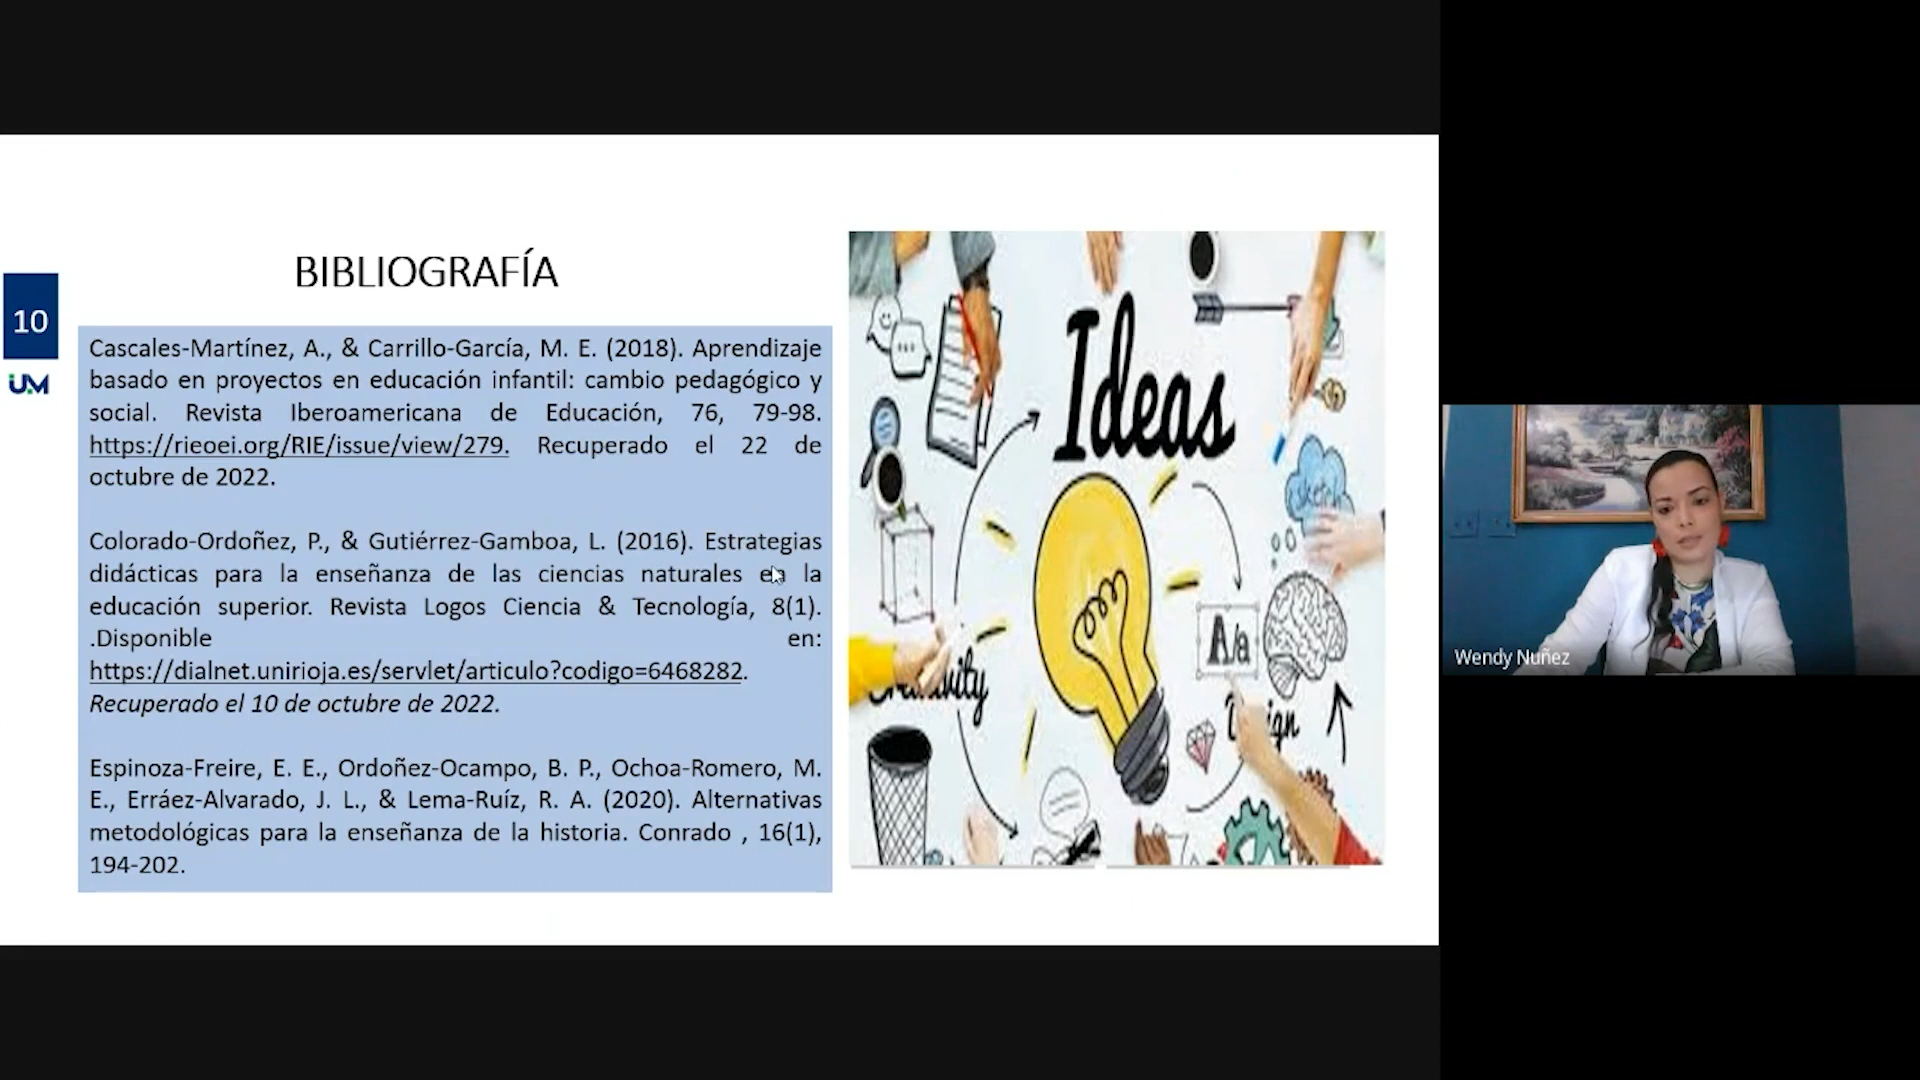 BIBLIOGRAFÍA
10
UM
Cascales-Martínez, A., & Carrillo-García, M. E. (2018). Aprendizaje
basado en proyectos en educación infantil: cambio pedagógico y
social. Revista Iberoamericana de Educación, 76, 79-98.
https://rieoei.org/RIE/issue/view/279. Recuperado el 22 de
octubre de 2022.
Colorado-Ordoñez, P., & Gutiérrez-Gamboa, L. (2016). Estrategias
didácticas para la enseñanza de las ciencias naturales en la
educación superior. Revista Logos Ciencia & Tecnología, 8(1).
.Disponible en:
https://dialnet.unirioja.es/servlet/articulo?codigo=6468282.
Recuperado el 10 de octubre de 2022.
Espinoza-Freire, E. E., Ordoñez-Ocampo, B. P., Ochoa-Romero, M.
E., Erráez-Alvarado, J. L., & Lema-Ruíz, R. A. (2020). Alternativas
metodológicas para la enseñanza de la historia. Conrado , 16(1),
194-202.
Ideas
sketch
A/a
Wendy Nuñez